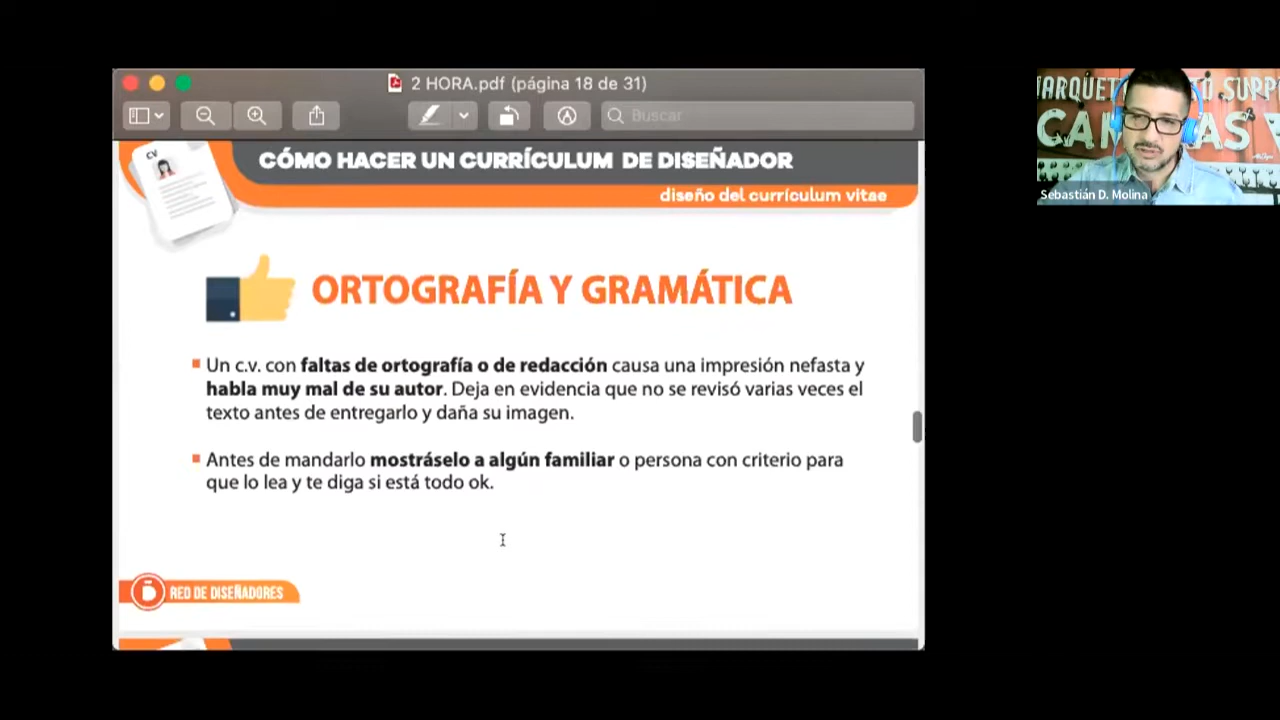 2 HORA.pdf (página 18 de 31)
Buscar
CV
CÓMO HACER UN CURRÍCULUM DE DISEÑADOR
diseño del currículum vitae
ORTOGRAFÍA Y GRAMÁTICA
Un c.v. con faltas de ortografía o de redacción causa una impresión nefasta y
habla muy mal de su autor. Deja en evidencia que no se revisó varias veces el
texto antes de entregarlo y daña su imagen.
Antes de mandarlo mostráselo a algún familiar o persona con criterio para
que lo lea y te diga si está todo ok.
RED DE DISEÑADORES
Sebastián D. Molina